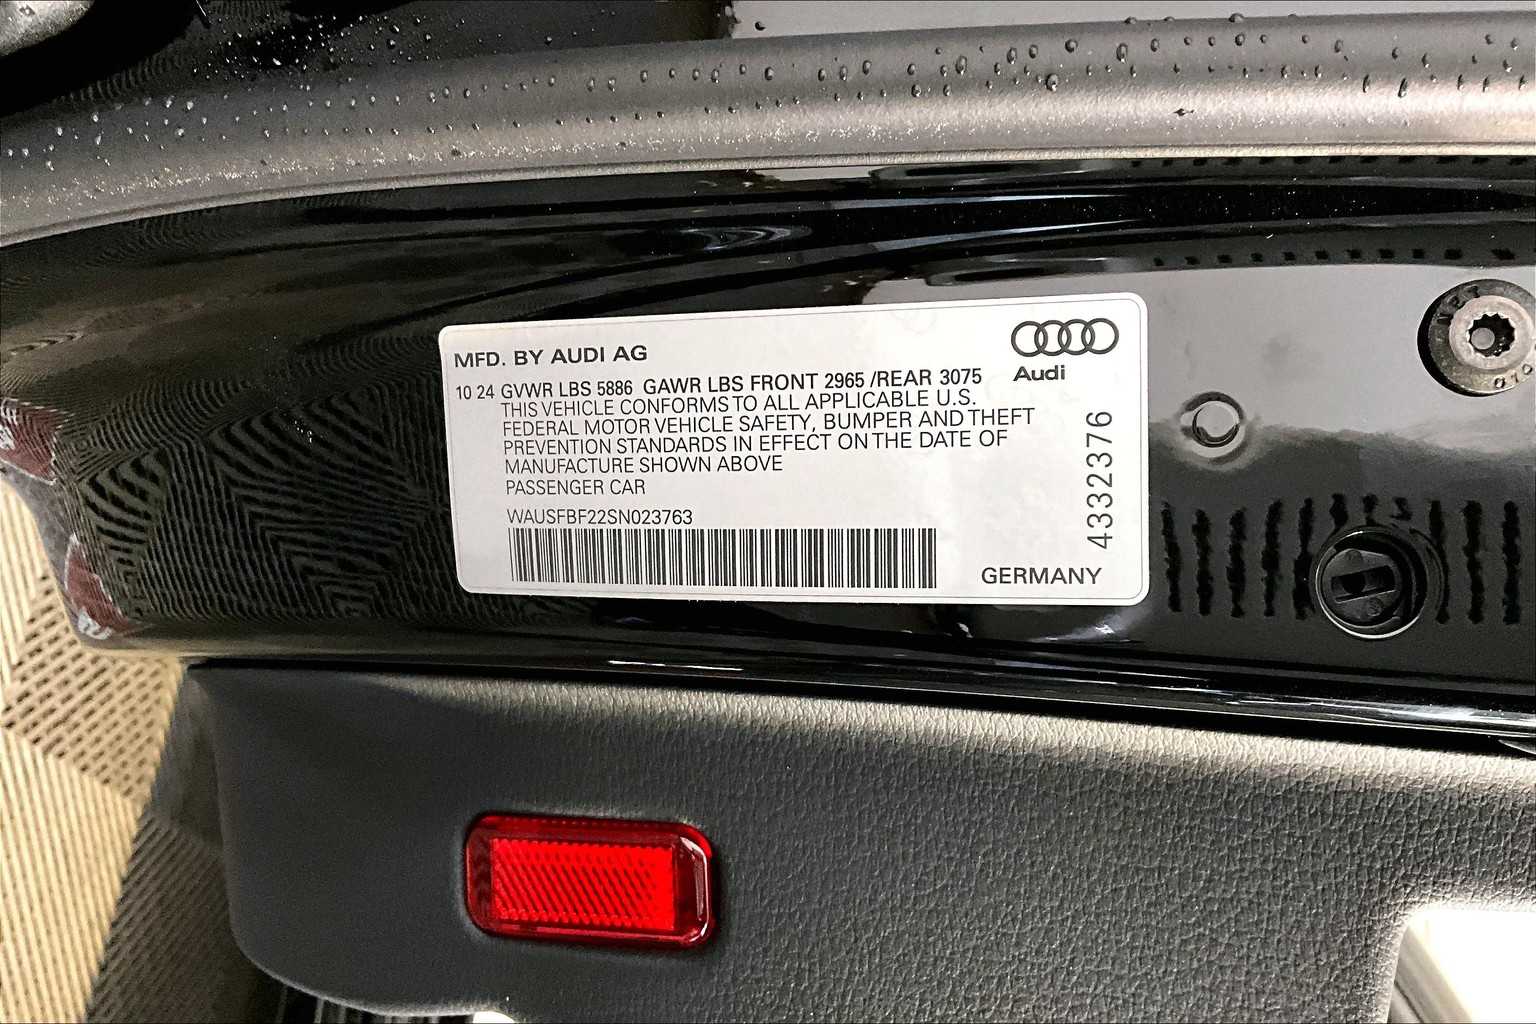 MFD. BY AUDI AG
Audi
10 24 GVWR LBS 5886 GAWR LBS FRONT 2965 /REAR 3075
THIS VEHICLE CONFORMS TO ALL APPLICABLE U.S.
FEDERAL MOTOR VEHICLE SAFETY, BUMPER AND THEFT
PREVENTION STANDARDS IN EFFECT ON THE DATE OF
MANUFACTURE SHOWN ABOVE
PASSENGER CAR
WAUSFBF22SN023763
GERMANY
43323376